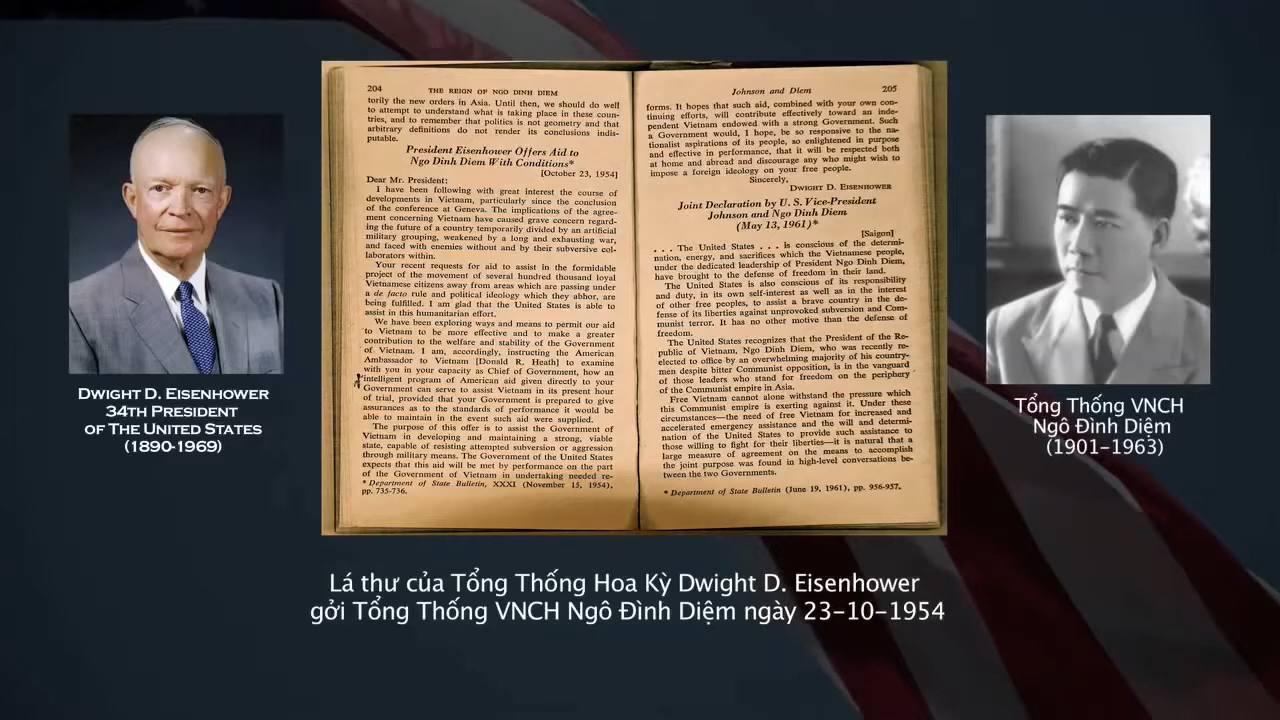 DWIGHT D. EISENHOWER
34TH PRESIDENT
OF THE UNITED STATES
(1890-1969)
204 THE REIGN OF NGO DINH DIEM
torily the new orders in Asia. Until then, we should do well
to attempt to understand what is taking place in these coun-
tries, and to remember that politics is not geometry and that
arbitrary definitions do not render its conclusions indis-
putable.
President Eisenhower Offers Aid to
Ngo Dinh Diem With Conditions*
[October 23, 1954]
Dear Mr. President:
I have been following with great interest the course of
developments in Vietnam, particularly since the conclusion
of the conference at Geneva. The implications of the agree-
ment concerning Vietnam have caused grave concern regard-
ing the future of a country temporarily divided by an artificial
military grouping, weakened by a long and exhausting war,
and faced with enemies without and by their subversive col-
laborators within.
Your recent requests for aid to assist in the formidable
project of the movement of several hundred thousand loyal
Vietnamese citizens away from areas which are passing under
a de facto rule and political ideology which they abhor, are
being fulfilled. I am glad that the United States is able to
assist in this humanitarian effort.
We have been exploring ways and means to permit our aid
to Vietnam to be more effective and to make a greater
contribution to the welfare and stability of the Government
of Vietnam. I am, accordingly, instructing the American
Ambassador to Vietnam [Donald R. Heath] to examine
with you in your capacity as Chief of Government, how an
intelligent program of American aid given directly to your
Government can serve to assist Vietnam in its present hour
of trial, provided that your Government is prepared to give
assurances as to the standards of performance it would be
able to maintain in the event such aid were supplied.
The purpose of this offer is to assist the Government of
Vietnam in developing and maintaining a strong, viable
state, capable of resisting attempted subversion or aggression
through military means. The Government of the United States
expects that this aid will be met by performance on the part
of the Government of Vietnam in undertaking needed re-
* Department of State Bulletin, XXXI (November 15, 1954),
pp. 735-736.
Johnson and Diem 205
forms. It hopes that such aid, combined with your own con-
tinuing efforts, will contribute effectively toward an inde-
pendent Vietnam endowed with a strong Government. Such
a Government would, I hope, be so responsive to the na-
tionalist aspirations of its people, so enlightened in purpose
and effective in performance, that it will be respected both
at home and abroad and discourage any who might wish to
impose a foreign ideology on your free people.
Sincerely,
DWIGHT D. EISENHOWER
Joint Declaration by U. S. Vice-President
Johnson and Ngo Dinh Diem
(May 13, 1961)*
[Saigon]
. . . The United States . . . is conscious of the determi-
nation, energy, and sacrifices which the Vietnamese people,
under the dedicated leadership of President Ngo Dinh Diem,
have brought to the defense of freedom in their land.
The United States is also conscious of its responsibility
and duty, in its own self-interest as well as in the interest
of other free peoples, to assist a brave country in the de-
fense of its liberties against unprovoked subversion and Com-
munist terror. It has no other motive than the defense of
freedom.
The United States recognizes that the President of the Re-
public of Vietnam, Ngo Dinh Diem, who was recently re-
elected to office by an overwhelming majority of his country-
men despite bitter Communist opposition, is in the vanguard
of those leaders who stand for freedom on the periphery
of the Communist empire in Asia.
Free Vietnam cannot alone withstand the pressure which
this Communist empire is exerting against it. Under these
circumstances—the need of free Vietnam for increased and
accelerated emergency assistance and the will and determi-
nation of the United States to provide such assistance to
those willing to fight for their liberties—it is natural that a
large measure of agreement on the means to accomplish
the joint purpose was found in high-level conversations be-
tween the two Governments.
* Department of State Bulletin (June 19, 1961), pp. 956-957.
Tổng Thống VNCH
Ngô Đình Diệm
(1901-1963)
Lá thư của Tổng Thống Hoa Kỳ Dwight D. Eisenhower
gởi Tổng Thống VNCH Ngô Đình Diệm ngày 23-10-1954